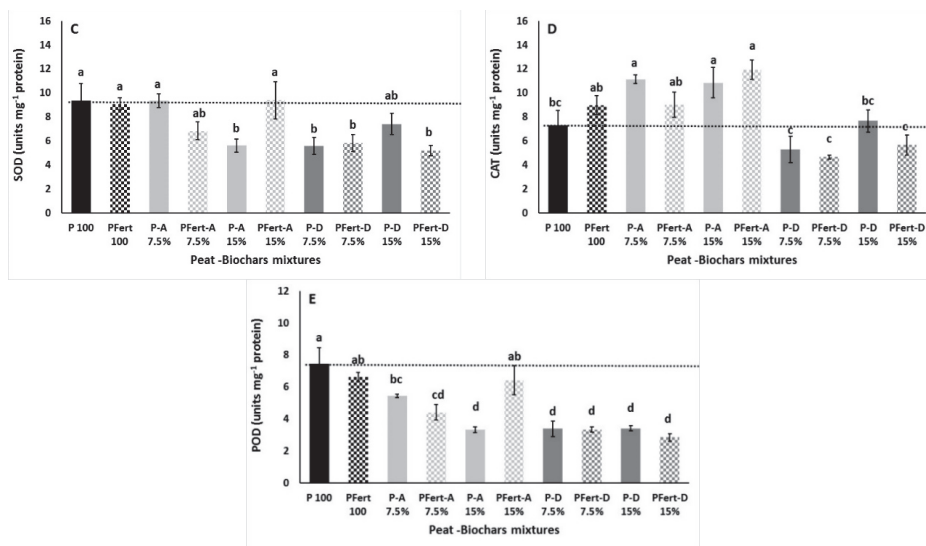 C
SOD (units mg⁻¹ protein)
16
14
12
10
8
6
4
2
0
a
a
a
ab
b
a
b
b
ab
b
P 100 PFert P-A PFert-A P-A PFert-A P-D PFert-D P-D PFert-D
100 7.5% 7.5% 15% 15% 7.5% 7.5% 15% 15%
Peat -Biochars mixtures
D
CAT (units mg⁻¹ protein)
16
14
12
10
8
6
4
2
0
bc
ab
a
ab
a
a
c
c
bc
c
P 100 PFert P-A PFert-A P-A PFert-A P-D PFert-D P-D PFert-D
100 7.5% 7.5% 15% 15% 7.5% 7.5% 15% 15%
Peat -Biochars mixtures
E
POD (units mg⁻¹ protein)
12
10
8
6
4
2
0
a
ab
bc
cd
d
ab
d
d
d
d
P 100 PFert P-A PFert-A P-A PFert-A P-D PFert-D P-D PFert-D
100 7.5% 7.5% 15% 15% 7.5% 7.5% 15% 15%
Peat -Biochars mixtures